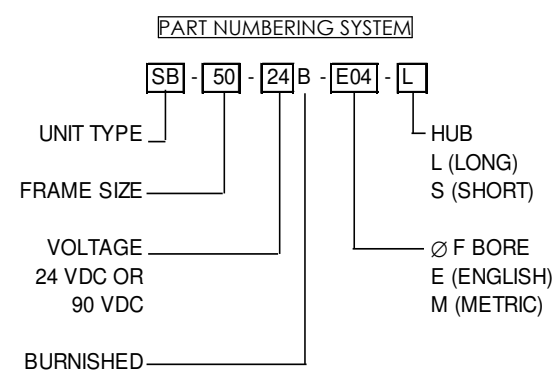 PART NUMBERING SYSTEM
SB - 50 - 24 B - E04 - L
UNIT TYPE
FRAME SIZE
VOLTAGE
24 VDC OR
90 VDC
BURNISHED
HUB
L (LONG)
S (SHORT)
∅ F BORE
E (ENGLISH)
M (METRIC)